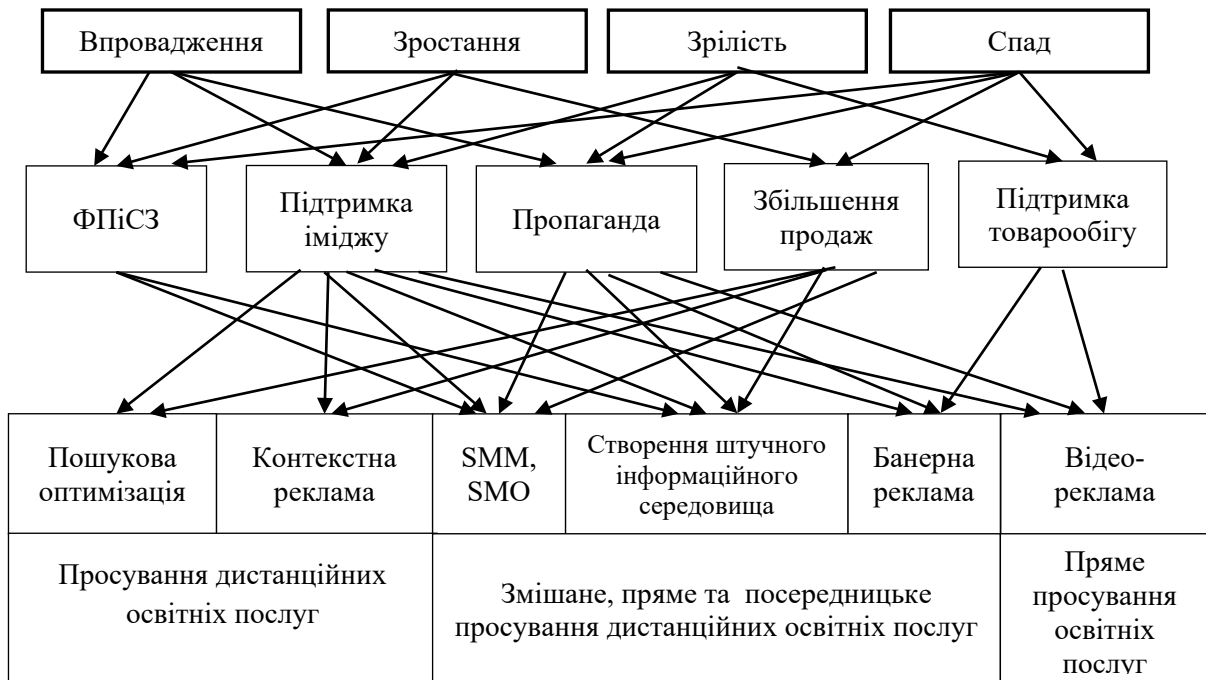 Впровадження
Зростання
Зрілість
Спад
ФПіСЗ
Підтримка
іміджу
Пропаганда
Збільшення
продаж
Підтримка
товарообігу
Пошукова
оптимізація
Контекстна
реклама
SMM,
SMO
Створення штучного
інформаційного
середовища
Банерна
реклама
Відео-
реклама
Просування дистанційних
освітніх послуг
Змішане, пряме та посередницьке
просування дистанційних освітніх послуг
Пряме
просування
освітніх
послуг